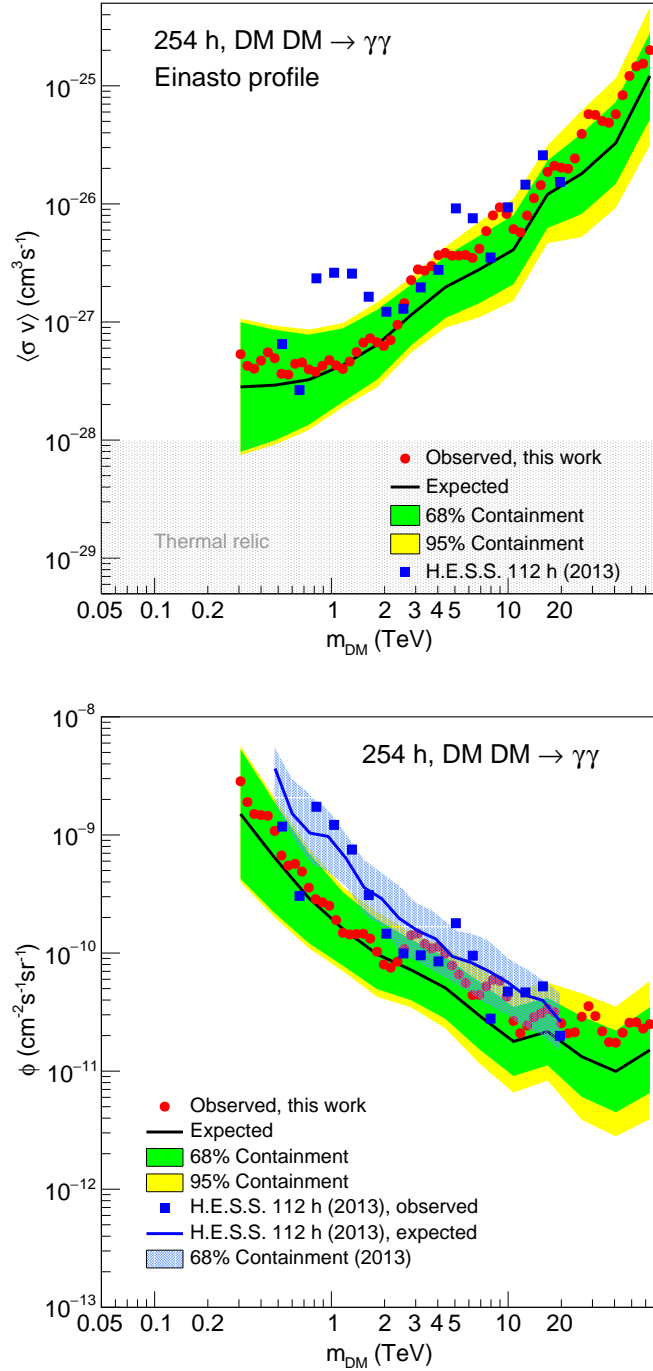 254 h, DM DM → γγ
Einasto profile
⟨σ v⟩ (cm³s⁻¹)
10⁻²⁵
10⁻²⁶
10⁻²⁷
10⁻²⁸
10⁻²⁹
Observed, this work
Expected
68% Containment
95% Containment
H.E.S.S. 112 h (2013)
Thermal relic
0.05 0.1 0.2 1 2 3 4 5 10 20
m_DM (TeV)
254 h, DM DM → γγ
ϕ (cm⁻²s⁻¹sr⁻¹)
10⁻⁸
10⁻⁹
10⁻¹⁰
10⁻¹¹
10⁻¹²
10⁻¹³
Observed, this work
Expected
68% Containment
95% Containment
H.E.S.S. 112 h (2013), observed
H.E.S.S. 112 h (2013), expected
68% Containment (2013)
0.05 0.1 0.2 1 2 3 4 5 10 20
m_DM (TeV)